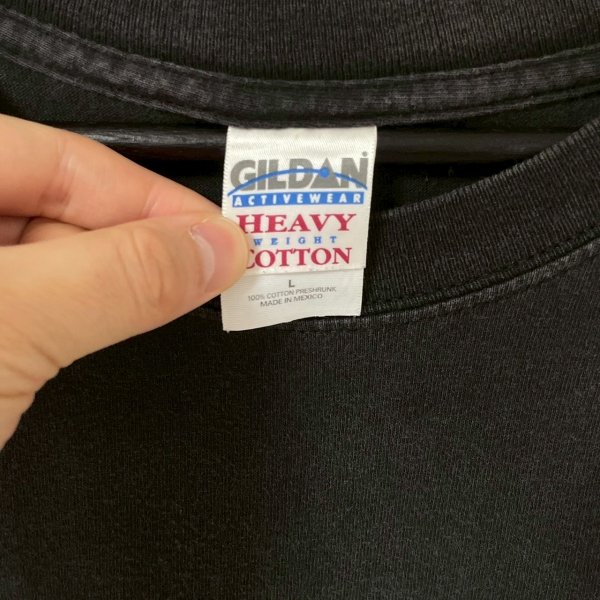 GILDAN
ACTIVEWEAR
HEAVY
WEIGHT
COTTON
L
100% COTTON PRESHRUNK
MADE IN MEXICO